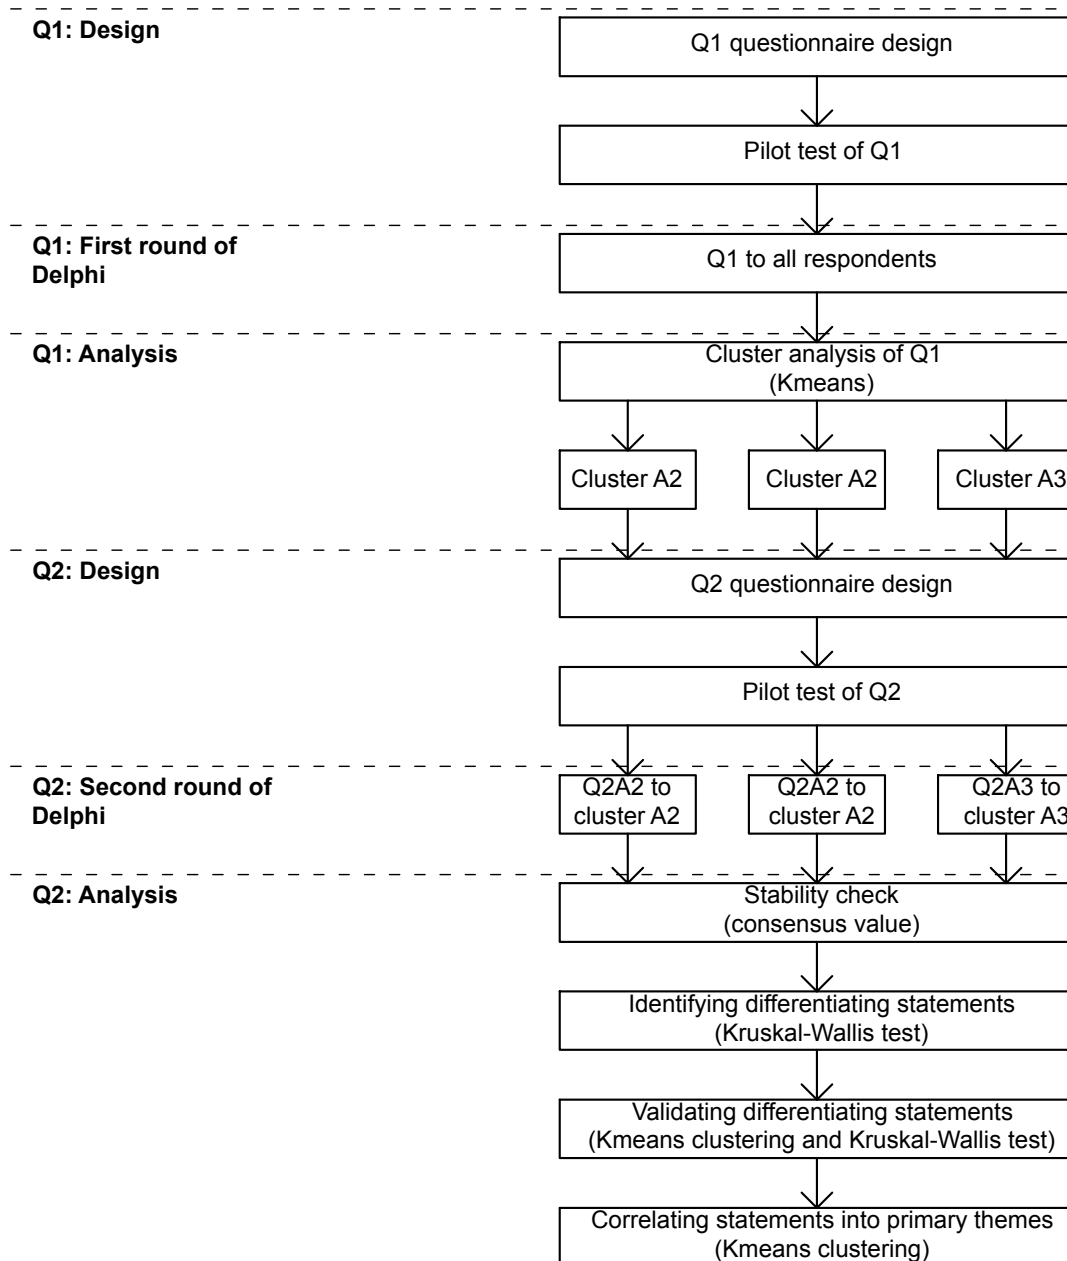 Q1: Design
Q1 questionnaire design
Pilot test of Q1
Q1: First round of
Delphi
Q1 to all respondents
Q1: Analysis
Cluster analysis of Q1
(Kmeans)
Cluster A2
Cluster A2
Cluster A3
Q2: Design
Q2 questionnaire design
Pilot test of Q2
Q2: Second round of
Delphi
Q2A2 to
cluster A2
Q2A2 to
cluster A2
Q2A3 to
cluster A3
Q2: Analysis
Stability check
(consensus value)
Identifying differentiating statements
(Kruskal-Wallis test)
Validating differentiating statements
(Kmeans clustering and Kruskal-Wallis test)
Correlating statements into primary themes
(Kmeans clustering)